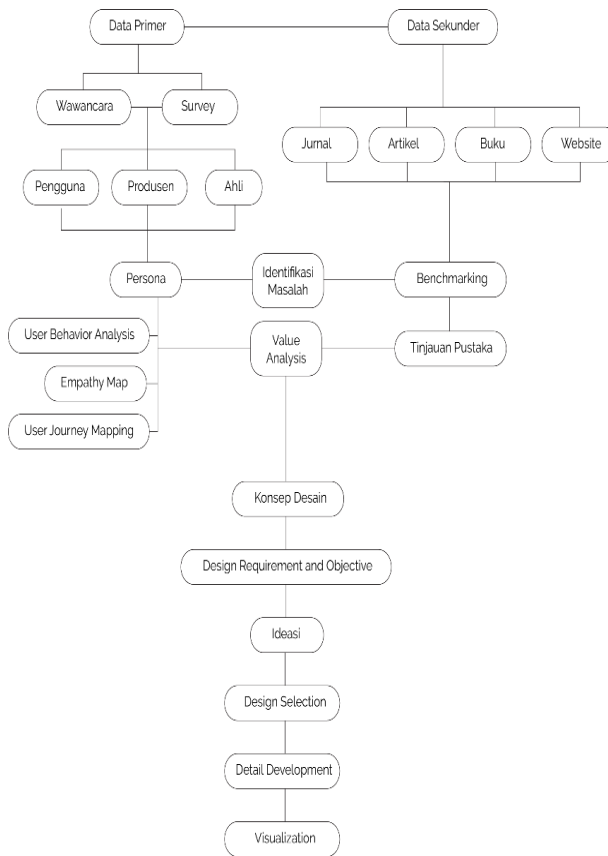 Data Primer
Data Sekunder
Wawancara
Survey
Jurnal
Artikel
Buku
Website
Pengguna
Produsen
Ahli
Persona
Identifikasi
Masalah
Benchmarking
User Behavior Analysis
Value
Analysis
Tinjauan Pustaka
Empathy Map
User Journey Mapping
Konsep Desain
Design Requirement and Objective
Ideasi
Design Selection
Detail Development
Visualization